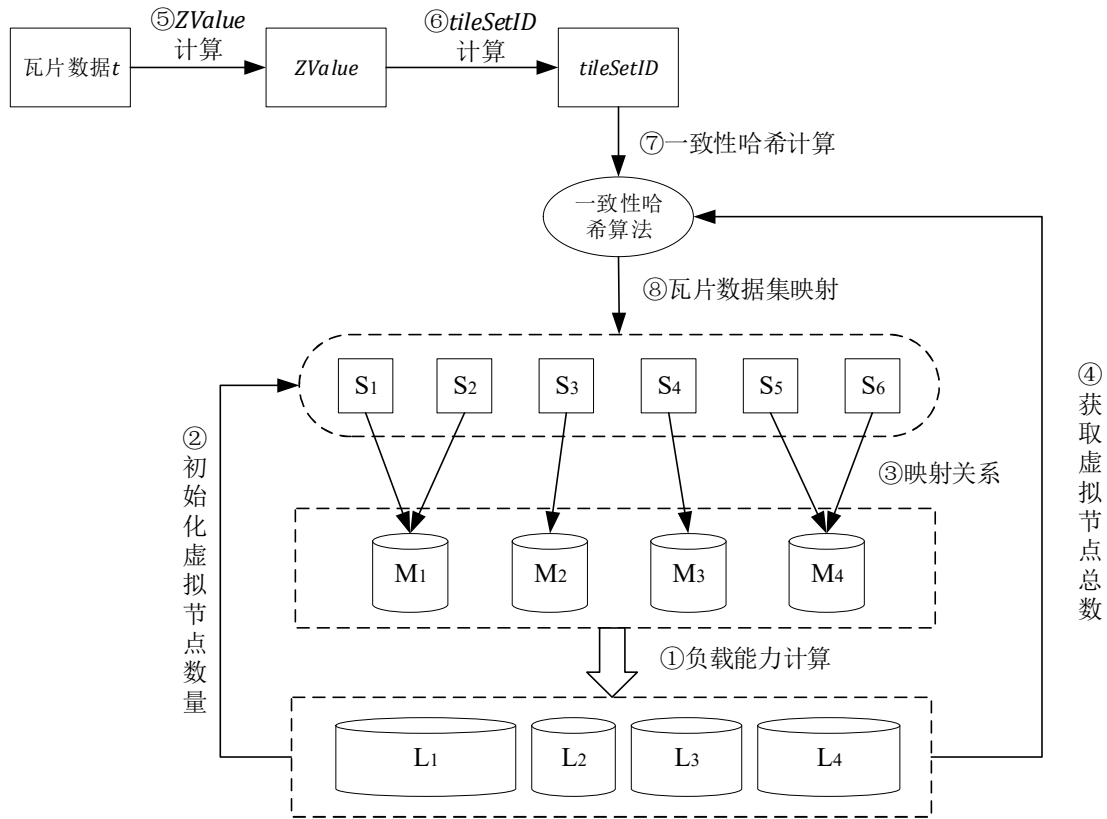 ⑤ZValue
计算
⑥tileSetID
计算
瓦片数据t
ZValue
tileSetID
⑦一致性哈希计算
一致性哈
希算法
⑧瓦片数据集映射
S1
S2
S3
S4
S5
S6
②初始化虚拟节点数量
③映射关系
④获取虚拟节点总数
M1
M2
M3
M4
①负载能力计算
L1
L2
L3
L4